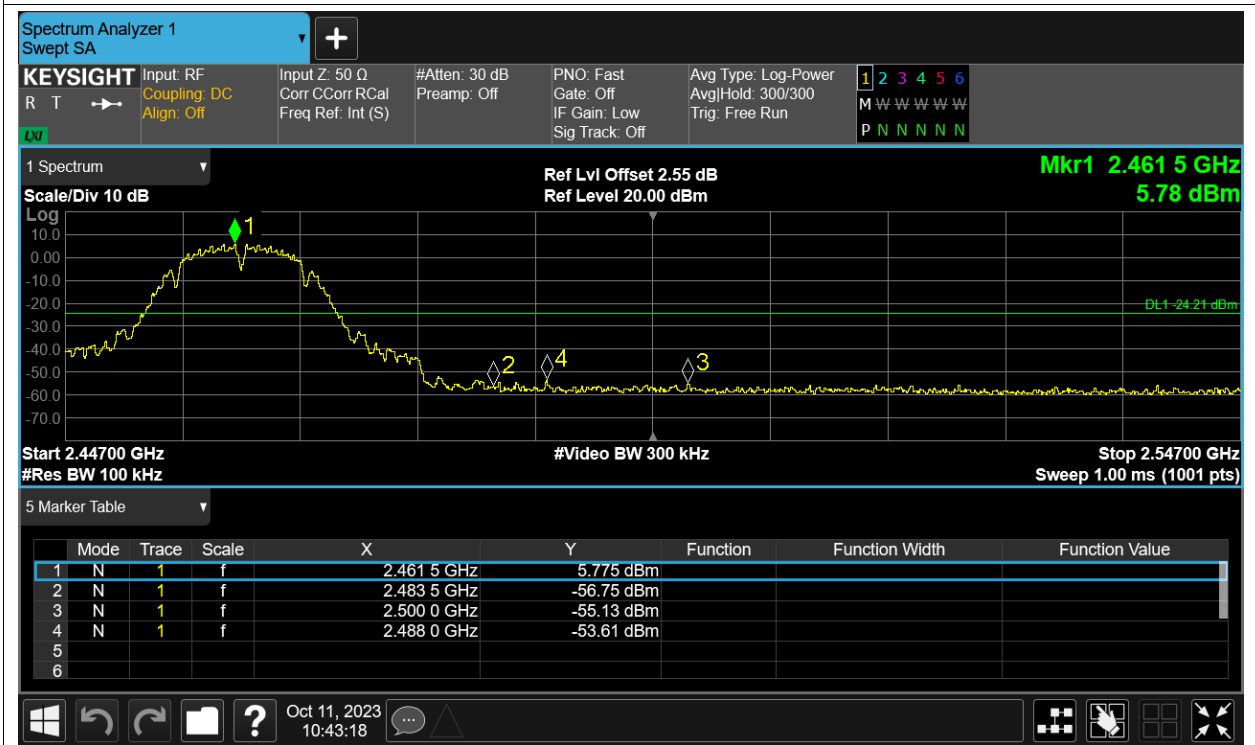 Spectrum Analyzer 1
Swept SA
KEYSIGHT
R T
LXI
Input: RF
Coupling: DC
Align: Off
Input Z: 50 Ω
Corr CCorr RCal
Freq Ref: Int (S)
#Atten: 30 dB
Preamp: Off
PNO: Fast
Gate: Off
IF Gain: Low
Sig Track: Off
Avg Type: Log-Power
Avg|Hold: 300/300
Trig: Free Run
1 2 3 4 5 6
M W W W W W
P N N N N N
1 Spectrum
Scale/Div 10 dB
Ref Lvl Offset 2.55 dB
Ref Level 20.00 dBm
Mkr1 2.461 5 GHz
5.78 dBm
Log
10.0
0.00
-10.0
-20.0
-30.0
-40.0
-50.0
-60.0
-70.0
1
2
4
3
DL1 -24.21 dBm
Start 2.44700 GHz
#Res BW 100 kHz
#Video BW 300 kHz
Stop 2.54700 GHz
Sweep 1.00 ms (1001 pts)
5 Marker Table
Mode Trace Scale X Y Function Function Width Function Value
1 N 1 f 2.461 5 GHz 5.775 dBm
2 N 1 f 2.483 5 GHz -56.75 dBm
3 N 1 f 2.500 0 GHz -55.13 dBm
4 N 1 f 2.488 0 GHz -53.61 dBm
5
6
?
Oct 11, 2023
10:43:18